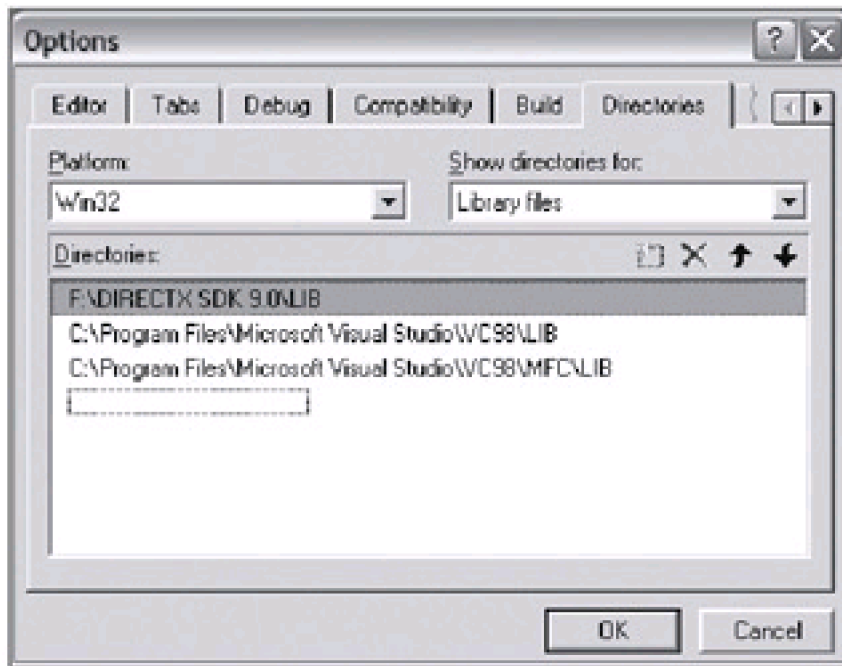 Options
Editor Tabs Debug Compatibility Build Directories
Platform: Show directories for:
Win32 Library files
Directories:
F:\DIRECTX SDK 9.0\LIB
C:\Program Files\Microsoft Visual Studio\VC98\LIB
C:\Program Files\Microsoft Visual Studio\VC98\MFC\LIB
OK Cancel